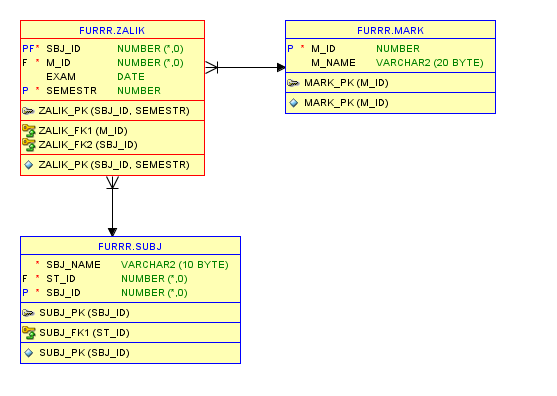 FURRR.ZALIK
PF* SBJ_ID NUMBER (*,0)
F * M_ID NUMBER (*,0)
EXAM DATE
P * SEMESTR NUMBER
ZALIK_PK (SBJ_ID, SEMESTR)
ZALIK_FK1 (M_ID)
ZALIK_FK2 (SBJ_ID)
ZALIK_PK (SBJ_ID, SEMESTR)
FURRR.MARK
P * M_ID NUMBER
M_NAME VARCHAR2 (20 BYTE)
MARK_PK (M_ID)
MARK_PK (M_ID)
FURRR.SUBJ
* SBJ_NAME VARCHAR2 (10 BYTE)
F * ST_ID NUMBER (*,0)
P * SBJ_ID NUMBER (*,0)
SUBJ_PK (SBJ_ID)
SUBJ_FK1 (ST_ID)
SUBJ_PK (SBJ_ID)